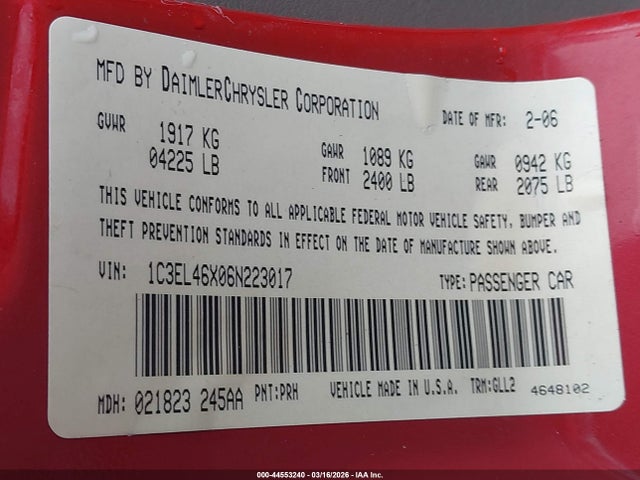 MFD BY DAIMLERCHRYSLER CORPORATION
DATE OF MFR: 2-06
GVWR 1917 KG
04225 LB
GAWR FRONT 1089 KG
2400 LB
GAWR REAR 0942 KG
2075 LB
THIS VEHICLE CONFORMS TO ALL APPLICABLE FEDERAL MOTOR VEHICLE SAFETY, BUMPER AND
THEFT PREVENTION STANDARDS IN EFFECT ON THE DATE OF MANUFACTURE SHOWN ABOVE.
VIN: 1C3EL46X06N223017 TYPE: PASSENGER CAR
MDH: 021823 245AA PNT: PRH VEHICLE MADE IN U.S.A. TRM: GLL2 4648102
000-44553240 - 03/16/2026 - IAA Inc.